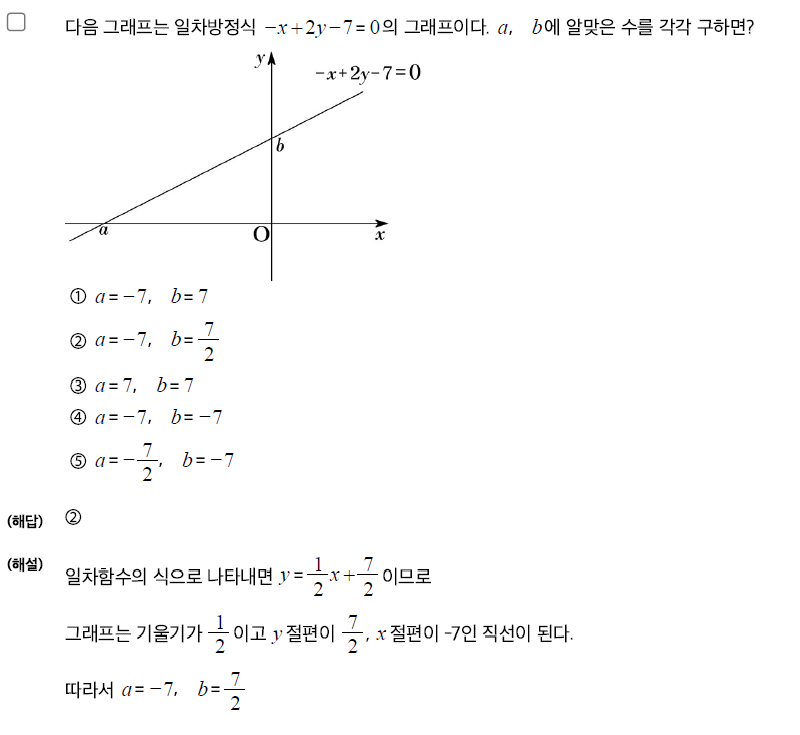 다음 그래프는 일차방정식 -x+2y-7=0의 그래프이다. a, b에 알맞은 수를 각각 구하면?
y
-x+2y-7=0
b
a
O
x
① a=-7, b=7
② a=-7, b=7/2
③ a=7, b=7
④ a=-7, b=-7
⑤ a=-7/2, b=-7
(해답) ②
(해설) 일차함수의 식으로 나타내면 y=1/2x+7/2이므로
그래프는 기울기가 1/2이고 y절편이 7/2, x절편이 -7인 직선이 된다.
따라서 a=-7, b=7/2